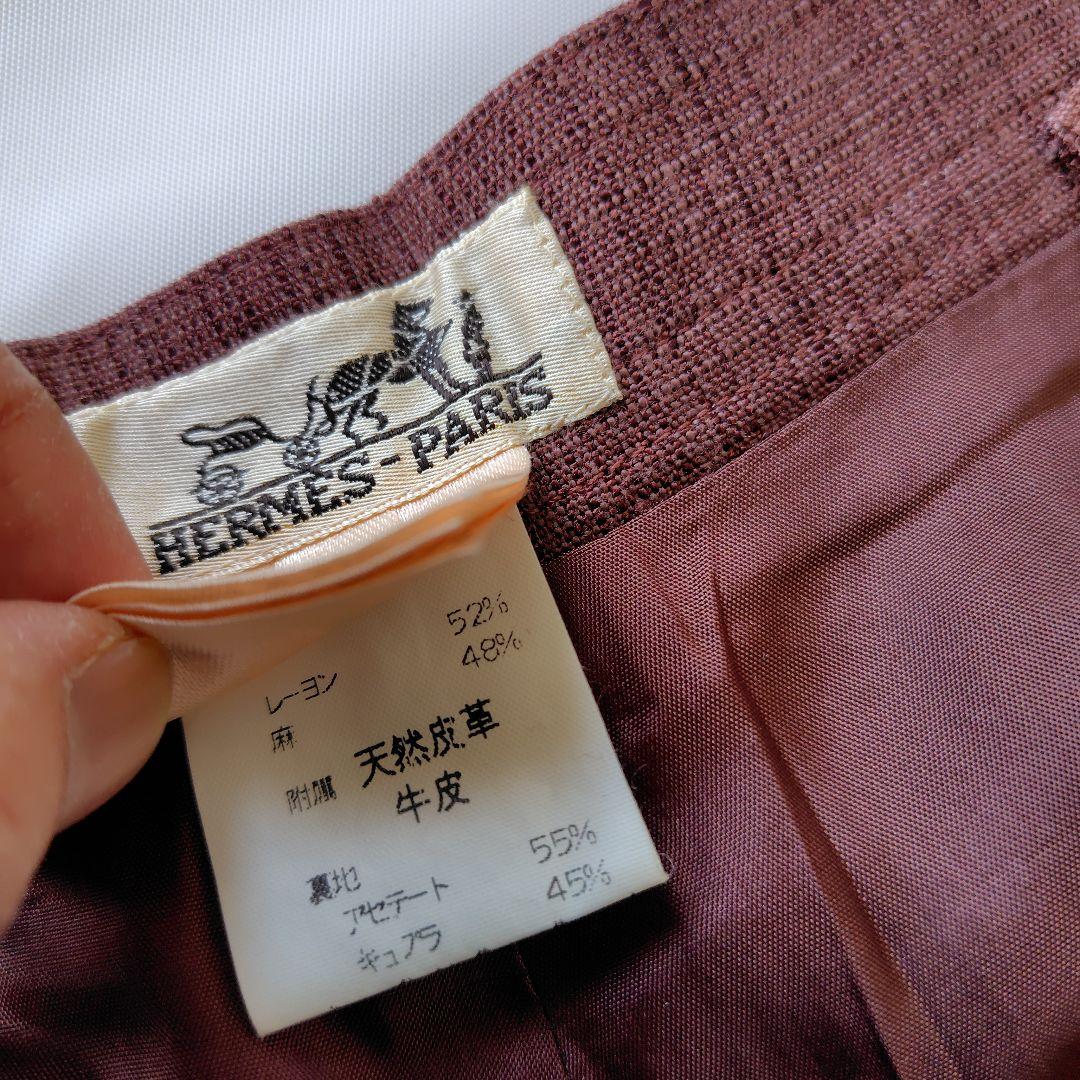 HERMES-PARIS
レーヨン 52%
麻 48%
附属 天然皮革
牛皮
裏地
アセテート 55%
キュプラ 45%